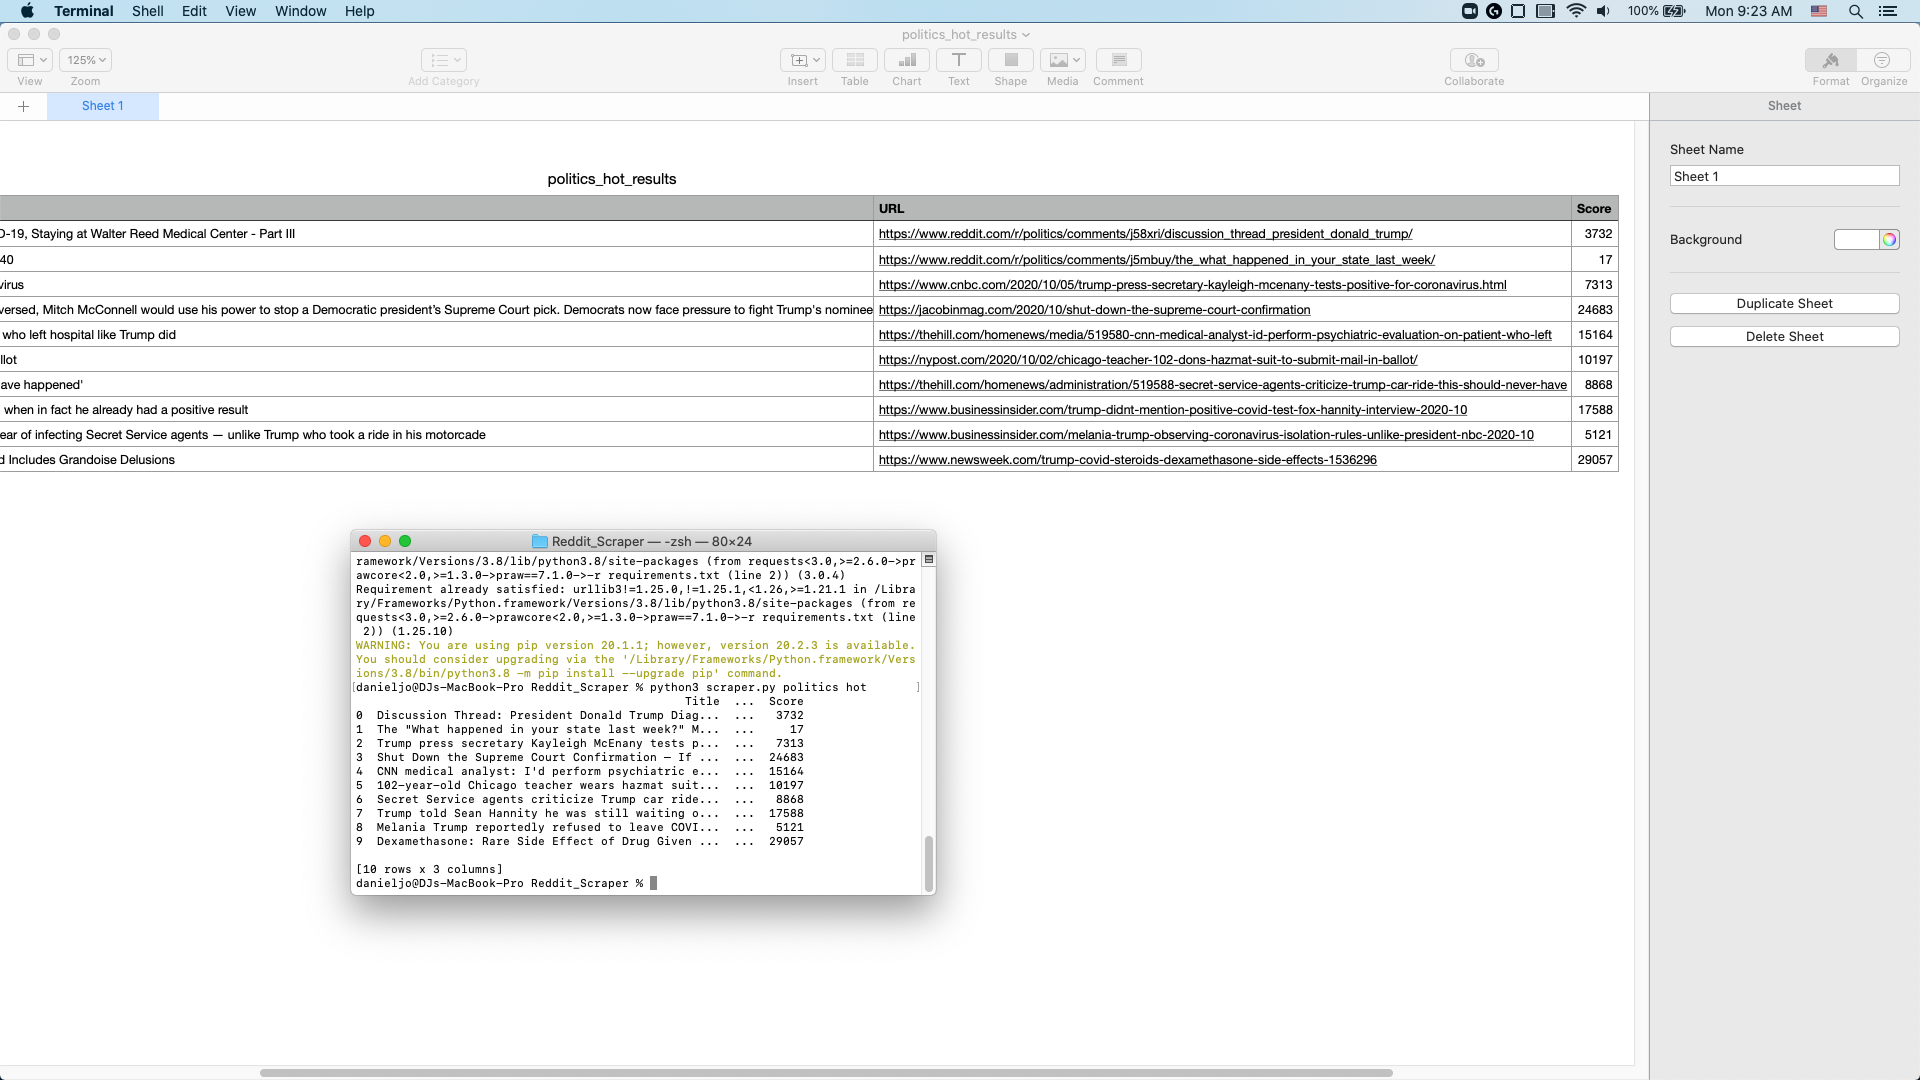 Terminal Shell Edit View Window Help 100% Mon 9:23 AM
politics_hot_results
125%
View Zoom Add Category Insert Table Chart Text Shape Media Comment Collaborate Format Organize
Sheet 1
Sheet
politics_hot_results
URL Score
D-19, Staying at Walter Reed Medical Center - Part III https://www.reddit.com/r/politics/comments/j58xri/discussion_thread_president_donald_trump/ 3732
40 https://www.reddit.com/r/politics/comments/j5mbuy/the_what_happened_in_your_state_last_week/ 17
virus https://www.cnbc.com/2020/10/05/trump-press-secretary-kayleigh-mcenany-tests-positive-for-coronavirus.html 7313
versed, Mitch McConnell would use his power to stop a Democratic president’s Supreme Court pick. Democrats now face pressure to fight Trump's nominee https://jacobinmag.com/2020/10/shut-down-the-supreme-court-confirmation 24683
who left hospital like Trump did https://thehill.com/homenews/media/519580-cnn-medical-analyst-id-perform-psychiatric-evaluation-on-patient-who-left 15164
llot https://nypost.com/2020/10/02/chicago-teacher-102-dons-hazmat-suit-to-submit-mail-in-ballot/ 10197
ave happened' https://thehill.com/homenews/administration/519588-secret-service-agents-criticize-trump-car-ride-this-should-never-have 8868
when in fact he already had a positive result https://www.businessinsider.com/trump-didnt-mention-positive-covid-test-fox-hannity-interview-2020-10 17588
ear of infecting Secret Service agents — unlike Trump who took a ride in his motorcade https://www.businessinsider.com/melania-trump-observing-coronavirus-isolation-rules-unlike-president-nbc-2020-10 5121
d Includes Grandoise Delusions https://www.newsweek.com/trump-covid-steroids-dexamethasone-side-effects-1536296 29057
Sheet Name
Sheet 1
Background
Duplicate Sheet
Delete Sheet
Reddit_Scraper — -zsh — 80×24
ramework/Versions/3.8/lib/python3.8/site-packages (from requests<3.0,>=2.6.0->pr
awcore<2.0,>=1.3.0->praw==7.1.0->-r requirements.txt (line 2)) (3.0.4)
Requirement already satisfied: urllib3!=1.25.0,!=1.25.1,<1.26,>=1.21.1 in /Libra
ry/Frameworks/Python.framework/Versions/3.8/lib/python3.8/site-packages (from re
quests<3.0,>=2.6.0->prawcore<2.0,>=1.3.0->praw==7.1.0->-r requirements.txt (line
 2)) (1.25.10)
WARNING: You are using pip version 20.1.1; however, version 20.2.3 is available.
You should consider upgrading via the '/Library/Frameworks/Python.framework/Vers
ions/3.8/bin/python3.8 -m pip install --upgrade pip' command.
[danieljo@DJs-MacBook-Pro Reddit_Scraper % python3 scraper.py politics hot ]
Title ... Score
0 Discussion Thread: President Donald Trump Diag... ... 3732
1 The "What happened in your state last week?" M... ... 17
2 Trump press secretary Kayleigh McEnany tests p... ... 7313
3 Shut Down the Supreme Court Confirmation — If ... ... 24683
4 CNN medical analyst: I'd perform psychiatric e... ... 15164
5 102-year-old Chicago teacher wears hazmat suit... ... 10197
6 Secret Service agents criticize Trump car ride... ... 8868
7 Trump told Sean Hannity he was still waiting o... ... 17588
8 Melania Trump reportedly refused to leave COVI... ... 5121
9 Dexamethasone: Rare Side Effect of Drug Given ... ... 29057
[10 rows x 3 columns]
danieljo@DJs-MacBook-Pro Reddit_Scraper %